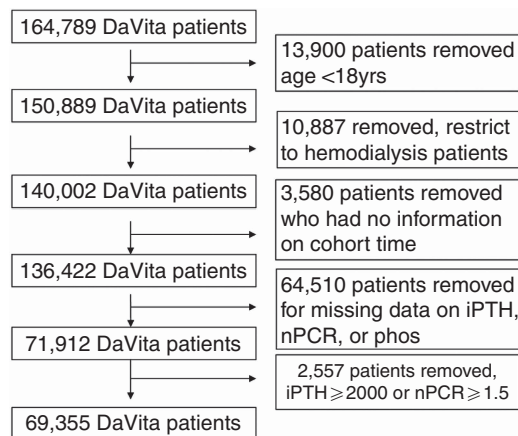 164,789 DaVita patients
13,900 patients removed
age <18yrs
150,889 DaVita patients
10,887 removed, restrict
to hemodialysis patients
140,002 DaVita patients
3,580 patients removed
who had no information
on cohort time
136,422 DaVita patients
64,510 patients removed
for missing data on iPTH,
nPCR, or phos
71,912 DaVita patients
2,557 patients removed,
iPTH⩾2000 or nPCR⩾1.5
69,355 DaVita patients